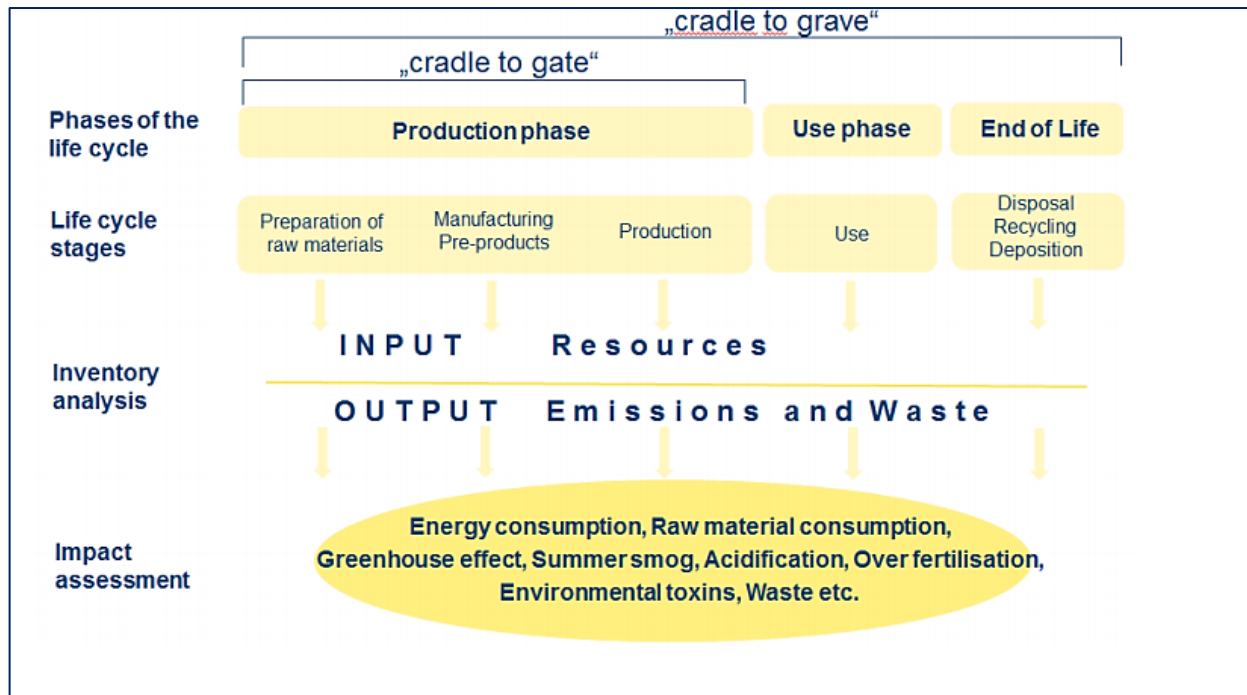 „cradle to grave“
„cradle to gate“
Phases of the
life cycle
Production phase
Use phase
End of Life
Life cycle
stages
Preparation of
raw materials
Manufacturing
Pre-products
Production
Use
Disposal
Recycling
Deposition
Inventory
analysis
INPUT Resources
OUTPUT Emissions and Waste
Impact
assessment
Energy consumption, Raw material consumption,
Greenhouse effect, Summer smog, Acidification, Over fertilisation,
Environmental toxins, Waste etc.